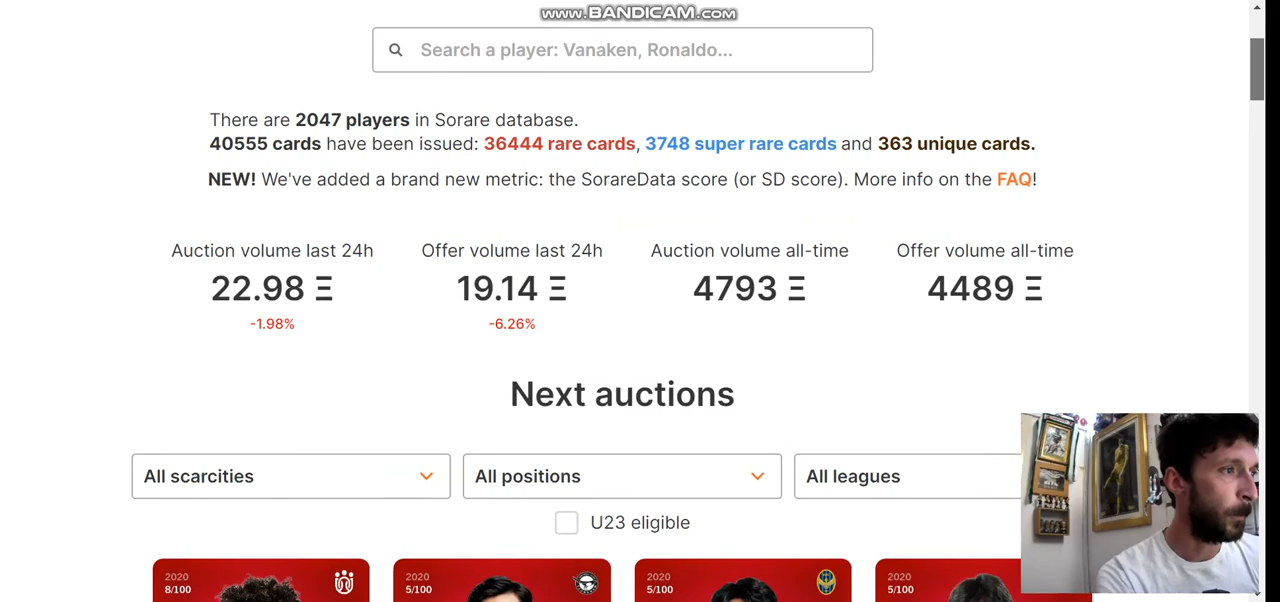 www.BANDICAM.com
Search a player: Vanaken, Ronaldo...
There are 2047 players in Sorare database.
40555 cards have been issued: 36444 rare cards, 3748 super rare cards and 363 unique cards.
NEW! We've added a brand new metric: the SorareData score (or SD score). More info on the FAQ!
Auction volume last 24h
22.98 Ξ
-1.98%
Offer volume last 24h
19.14 Ξ
-6.26%
Auction volume all-time
4793 Ξ
Offer volume all-time
4489 Ξ
Next auctions
All scarcities
All positions
All leagues
U23 eligible
2020
8/100
2020
5/100
2020
5/100
2020
5/100